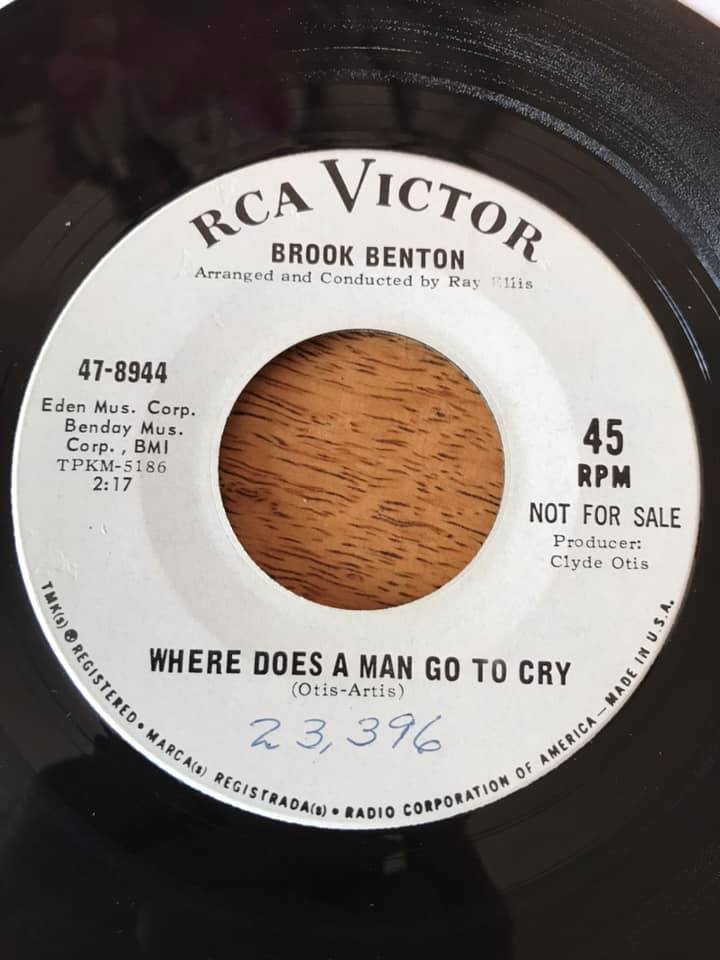 RCA VICTOR
BROOK BENTON
Arranged and Conducted by Ray
47-8944
Eden Mus. Corp.
Benday Mus.
Corp., BMI
TPKM-5186
2:17
45
RPM
NOT FOR SALE
Producer:
Clyde Otis
WHERE DOES A MAN GO TO CRY
(Otis-Artis)
23,396
TMK(s) ® REGISTERED • MARCA(s) REGISTRADA(s) • RADIO CORPORATION OF AMERICA — MADE IN U.S.A.